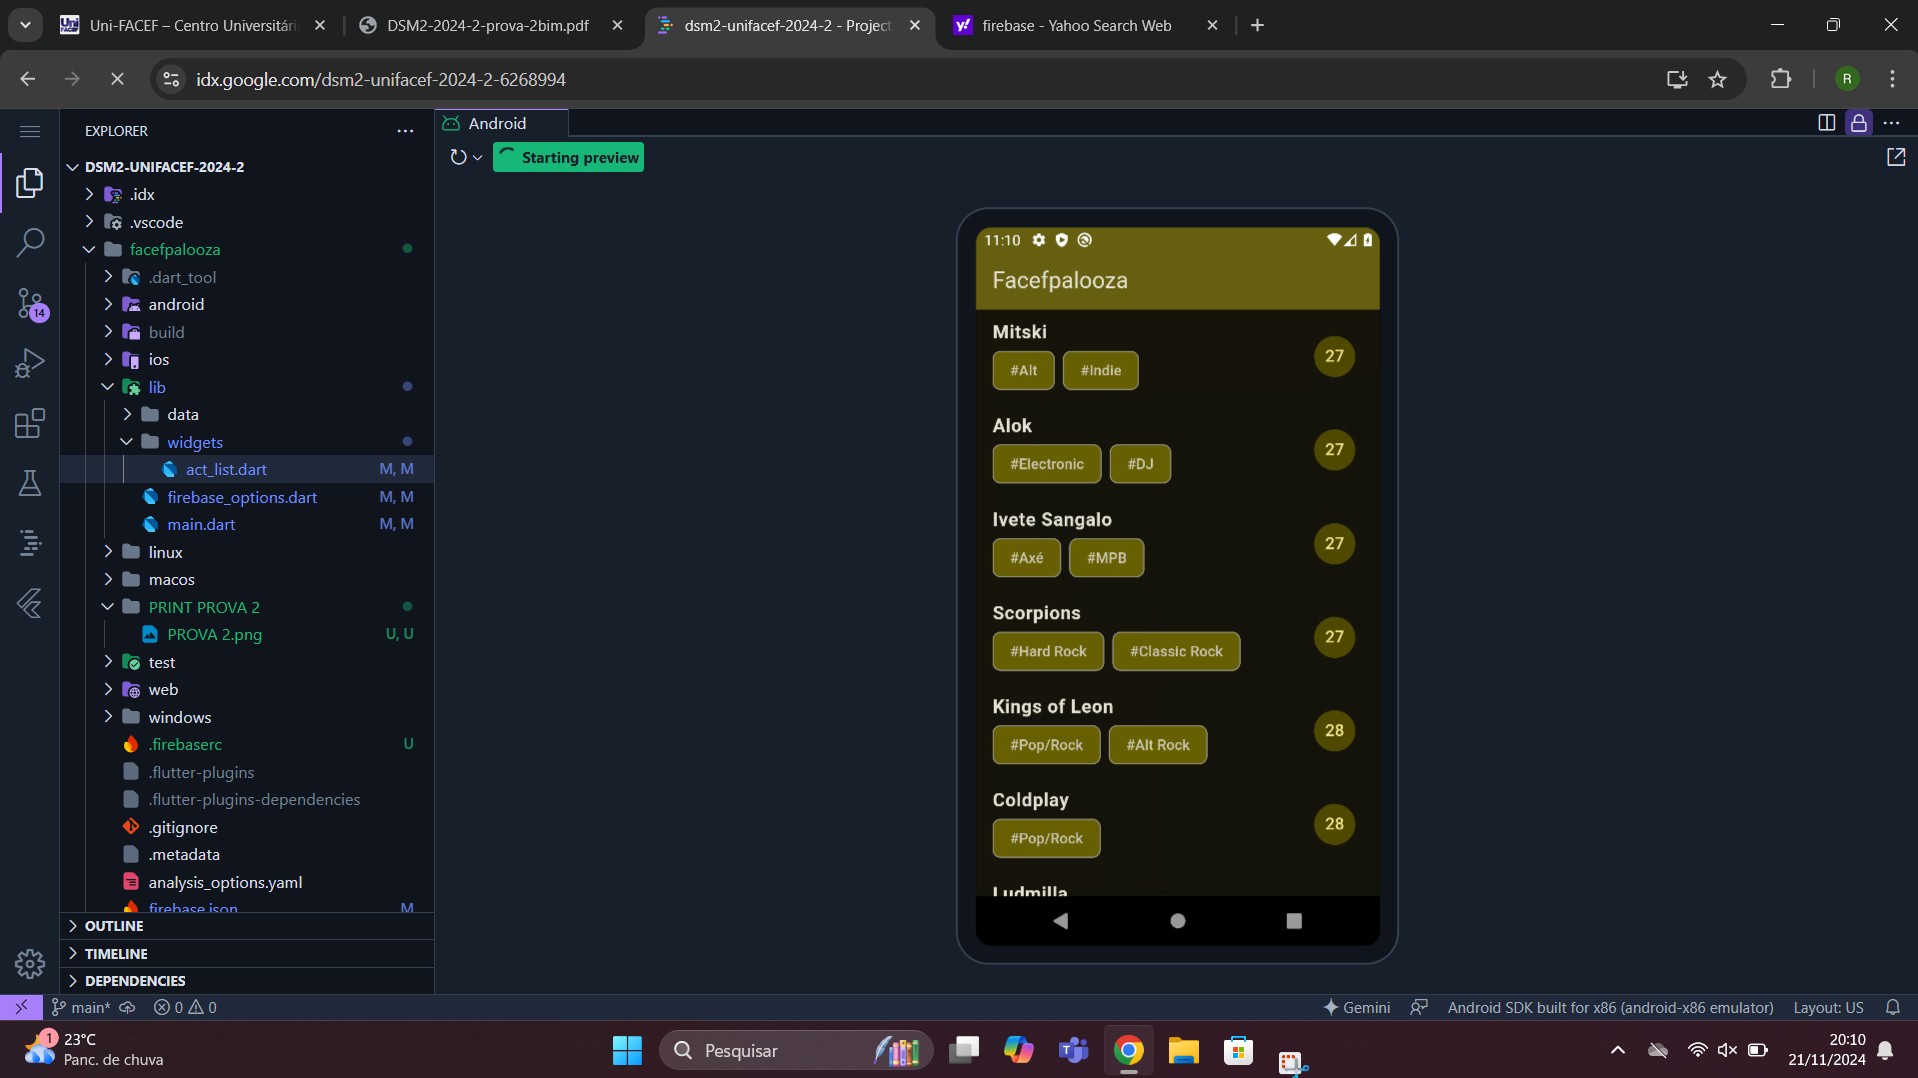 Uni-FACEF – Centro Universitári
DSM2-2024-2-prova-2bim.pdf
dsm2-unifacef-2024-2 - Project
firebase - Yahoo Search Web
idx.google.com/dsm2-unifacef-2024-2-6268994
R
EXPLORER
Android
DSM2-UNIFACEF-2024-2
Starting preview
.idx
.vscode
facefpalooza
.dart_tool
android
build
ios
lib
data
widgets
act_list.dart M, M
firebase_options.dart M, M
main.dart M, M
linux
macos
PRINT PROVA 2
PROVA 2.png U, U
test
web
windows
.firebaserc U
.flutter-plugins
.flutter-plugins-dependencies
.gitignore
.metadata
analysis_options.yaml
firebase.json M
OUTLINE
TIMELINE
DEPENDENCIES
14
11:10
Facefpalooza
Mitski
#Alt #Indie
27
Alok
#Electronic #DJ
27
Ivete Sangalo
#Axé #MPB
27
Scorpions
#Hard Rock #Classic Rock
27
Kings of Leon
#Pop/Rock #Alt Rock
28
Coldplay
#Pop/Rock
28
Ludmilla
main* 0 0
Gemini
Android SDK built for x86 (android-x86 emulator)
Layout: US
1
23°C
Panc. de chuva
Pesquisar
20:10
21/11/2024